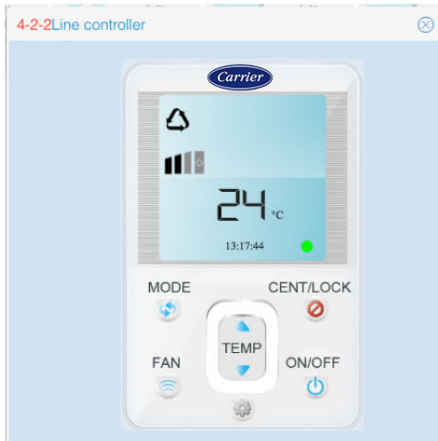 4-2-2Line controller
Carrier
24 °C
13:17:44
MODE
CENT/LOCK
TEMP
FAN
ON/OFF